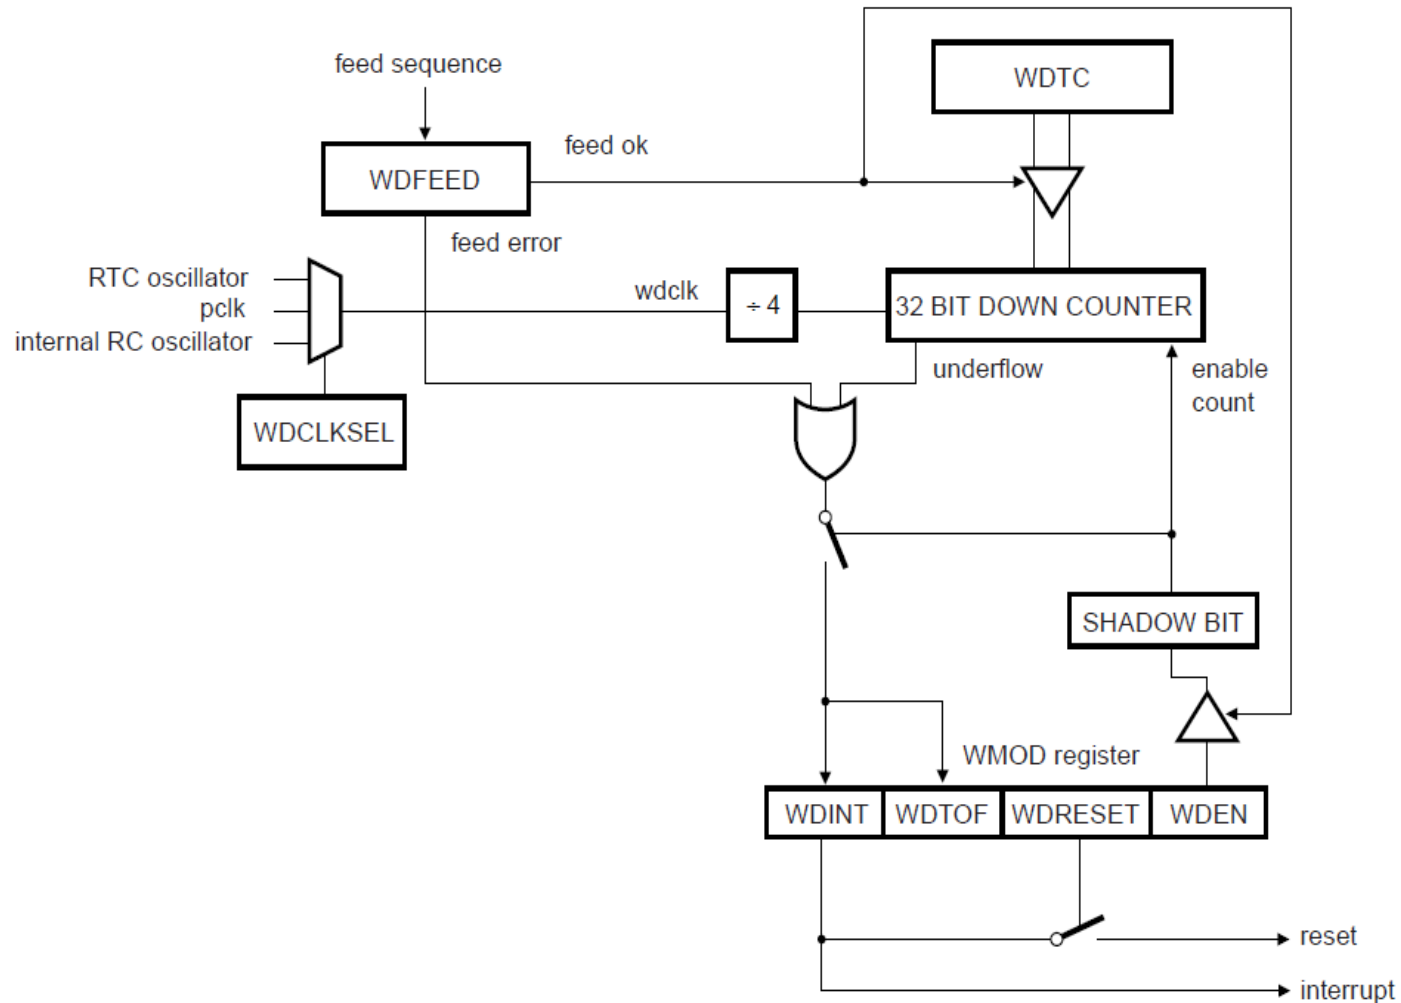 feed sequence
WDTC
feed ok
WDFEED
feed error
RTC oscillator
pclk
internal RC oscillator
wdclk
÷ 4
32 BIT DOWN COUNTER
underflow
enable
count
WDCLKSEL
SHADOW BIT
WMOD register
WDINT
WDTOF
WDRESET
WDEN
reset
interrupt